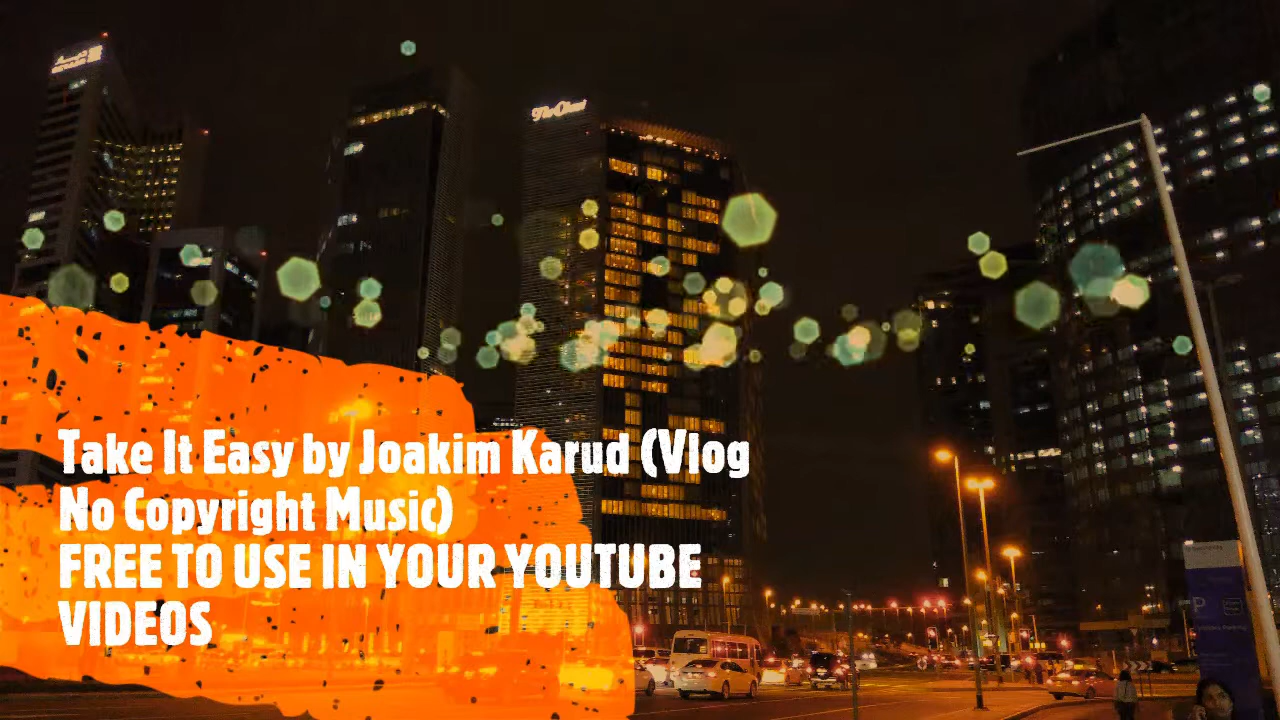 Take It Easy by Joakim Karud (Vlog
No Copyright Music)
FREE TO USE IN YOUR YOUTUBE
VIDEOS
P